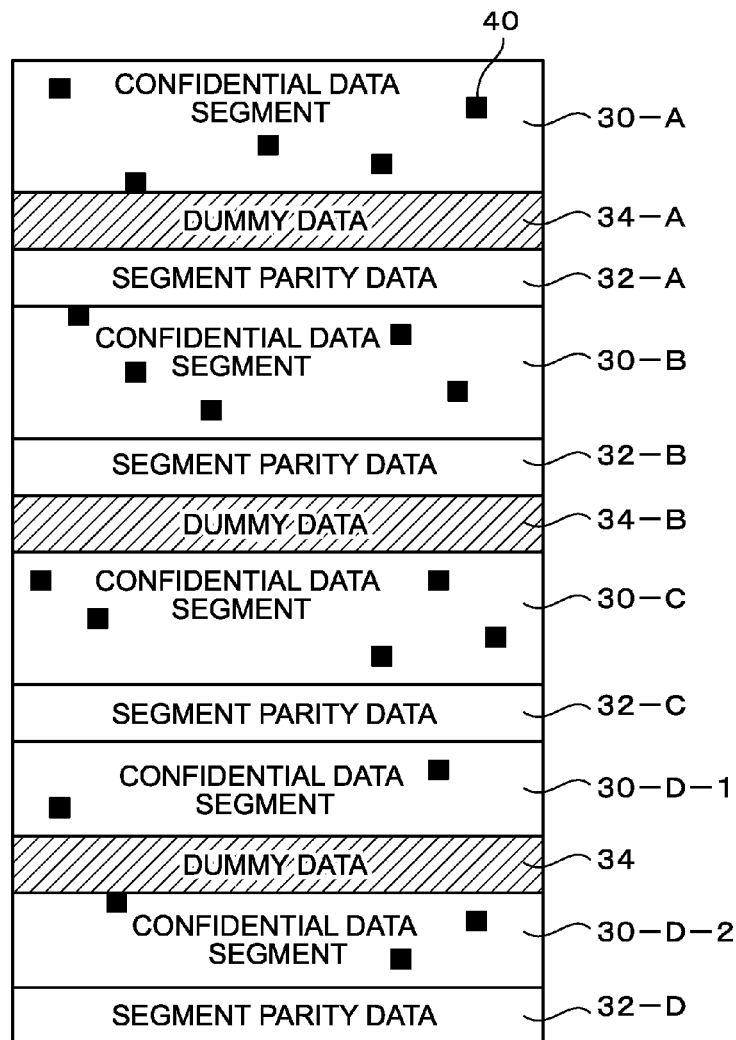 40
CONFIDENTIAL DATA
SEGMENT
30-A
DUMMY DATA
34-A
SEGMENT PARITY DATA
32-A
CONFIDENTIAL DATA
SEGMENT
30-B
SEGMENT PARITY DATA
32-B
DUMMY DATA
34-B
CONFIDENTIAL DATA
SEGMENT
30-C
SEGMENT PARITY DATA
32-C
CONFIDENTIAL DATA
SEGMENT
30-D-1
DUMMY DATA
34
CONFIDENTIAL DATA
SEGMENT
30-D-2
SEGMENT PARITY DATA
32-D